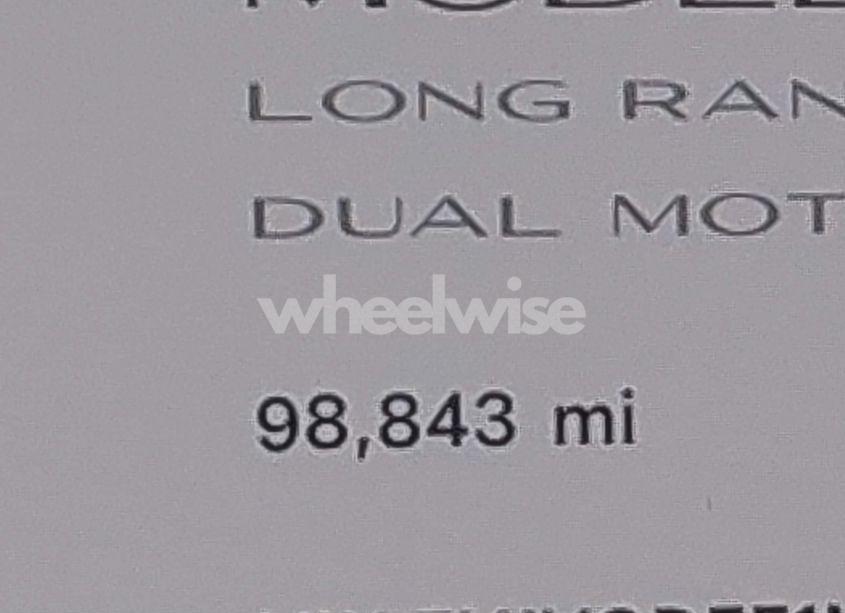 LONG RAN
DUAL MOT
wheelwise
98,843 mi